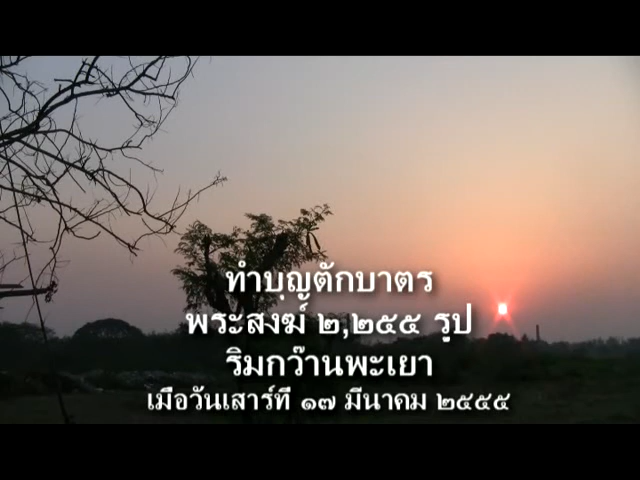 ทำบุญตักบาตร
พระสงฆ์ ๒,๒๕๕ รูป
ริมกว๊านพะเยา
เมื่อวันเสาร์ที่ ๑๗ มีนาคม ๒๕๕๕